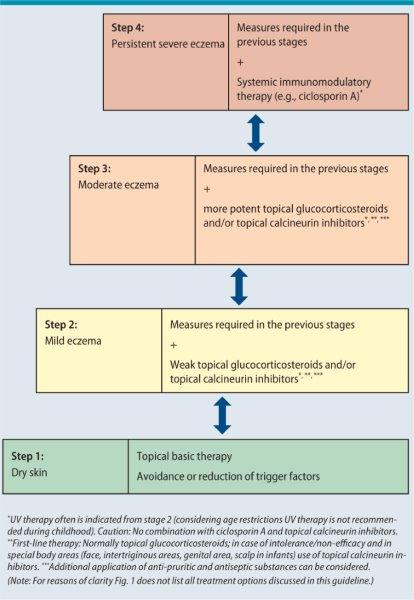 Step 4:
Persistent severe eczema
Measures required in the
previous stages
+
Systemic immunomodulatory
therapy (e.g., ciclosporin A)*
Step 3:
Moderate eczema
Measures required in the previous stages
+
more potent topical glucocorticosteroids
and/or topical calcineurin inhibitors*,**,***
Step 2:
Mild eczema
Measures required in the previous stages
+
Weak topical glucocorticosteroids and/or
topical calcineurin inhibitors*,**,***
Step 1:
Dry skin
Topical basic therapy
Avoidance or reduction of trigger factors
*UV therapy often is indicated from stage 2 (considering age restrictions UV therapy is not recommen-
ded during childhood). Caution: No combination with ciclosporin A and topical calcineurin inhibitors.
**First-line therapy: Normally topical glucocorticosteroids; in case of intolerance/non-efficacy and in
special body areas (face, intertriginous areas, genital area, scalp in infants) use of topical calcineurin in-
hibitors. ***Additional application of anti-pruritic and antiseptic substances can be considered.
(Note: For reasons of clarity Fig. 1 does not list all treatment options discussed in this guideline.)